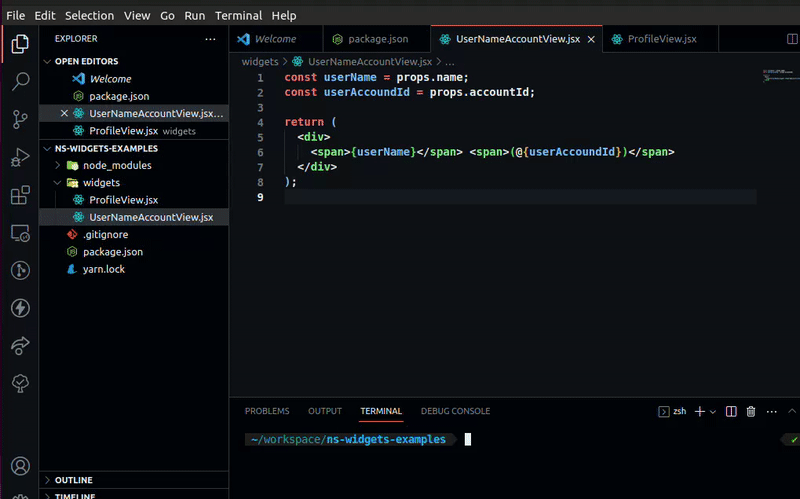 File Edit Selection View Go Run Terminal Help
EXPLORER ...
Welcome package.json UserNameAccountView.jsx ProfileView.jsx
OPEN EDITORS
Welcome
package.json
UserNameAccountView.jsx...
ProfileView.jsx widgets
NS-WIDGETS-EXAMPLES
node_modules
widgets
ProfileView.jsx
UserNameAccountView.jsx
.gitignore
package.json
yarn.lock
OUTLINE
TIMELINE
widgets > UserNameAccountView.jsx > ...
1 const userName = props.name;
2 const userAccoundId = props.accountId;
3
4 return (
5 <div>
6 <span>{userName}</span> <span>(@{userAccoundId})</span>
7 </div>
8 );
9
PROBLEMS OUTPUT TERMINAL DEBUG CONSOLE
zsh
~/workspace/ns-widgets-examples